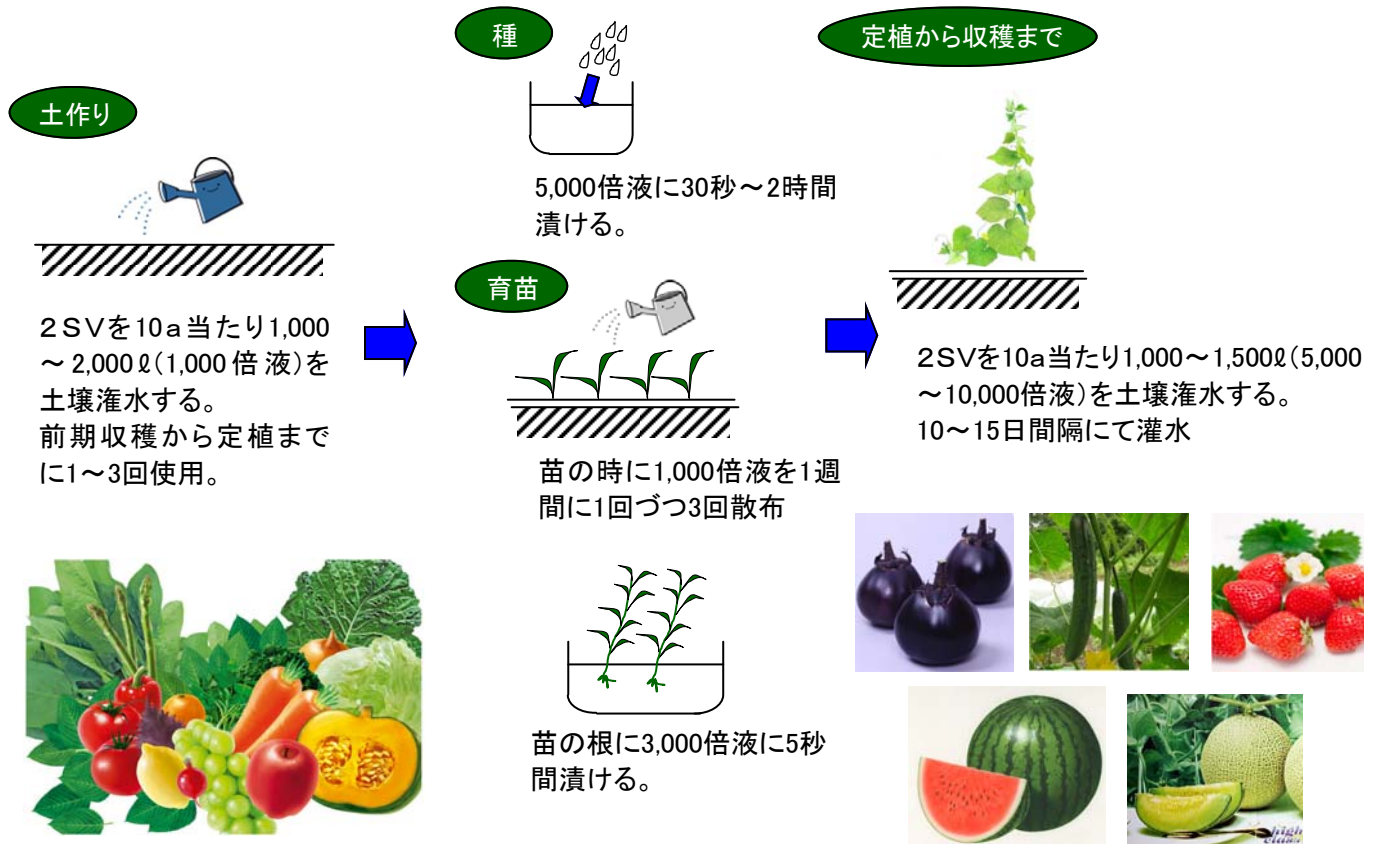 土作り
2SVを10a当たり1,000
～2,000ℓ(1,000倍液)を
土壌潅水する。
前期収穫から定植まで
に1～3回使用。
種
5,000倍液に30秒～2時間
漬ける。
育苗
苗の時に1,000倍液を1週
間に1回づつ3回散布
苗の根に3,000倍液に5秒
間漬ける。
定植から収穫まで
2SVを10a当たり1,000～1,500ℓ(5,000
～10,000倍液)を土壌潅水する。
10～15日間隔にて灌水
high
class